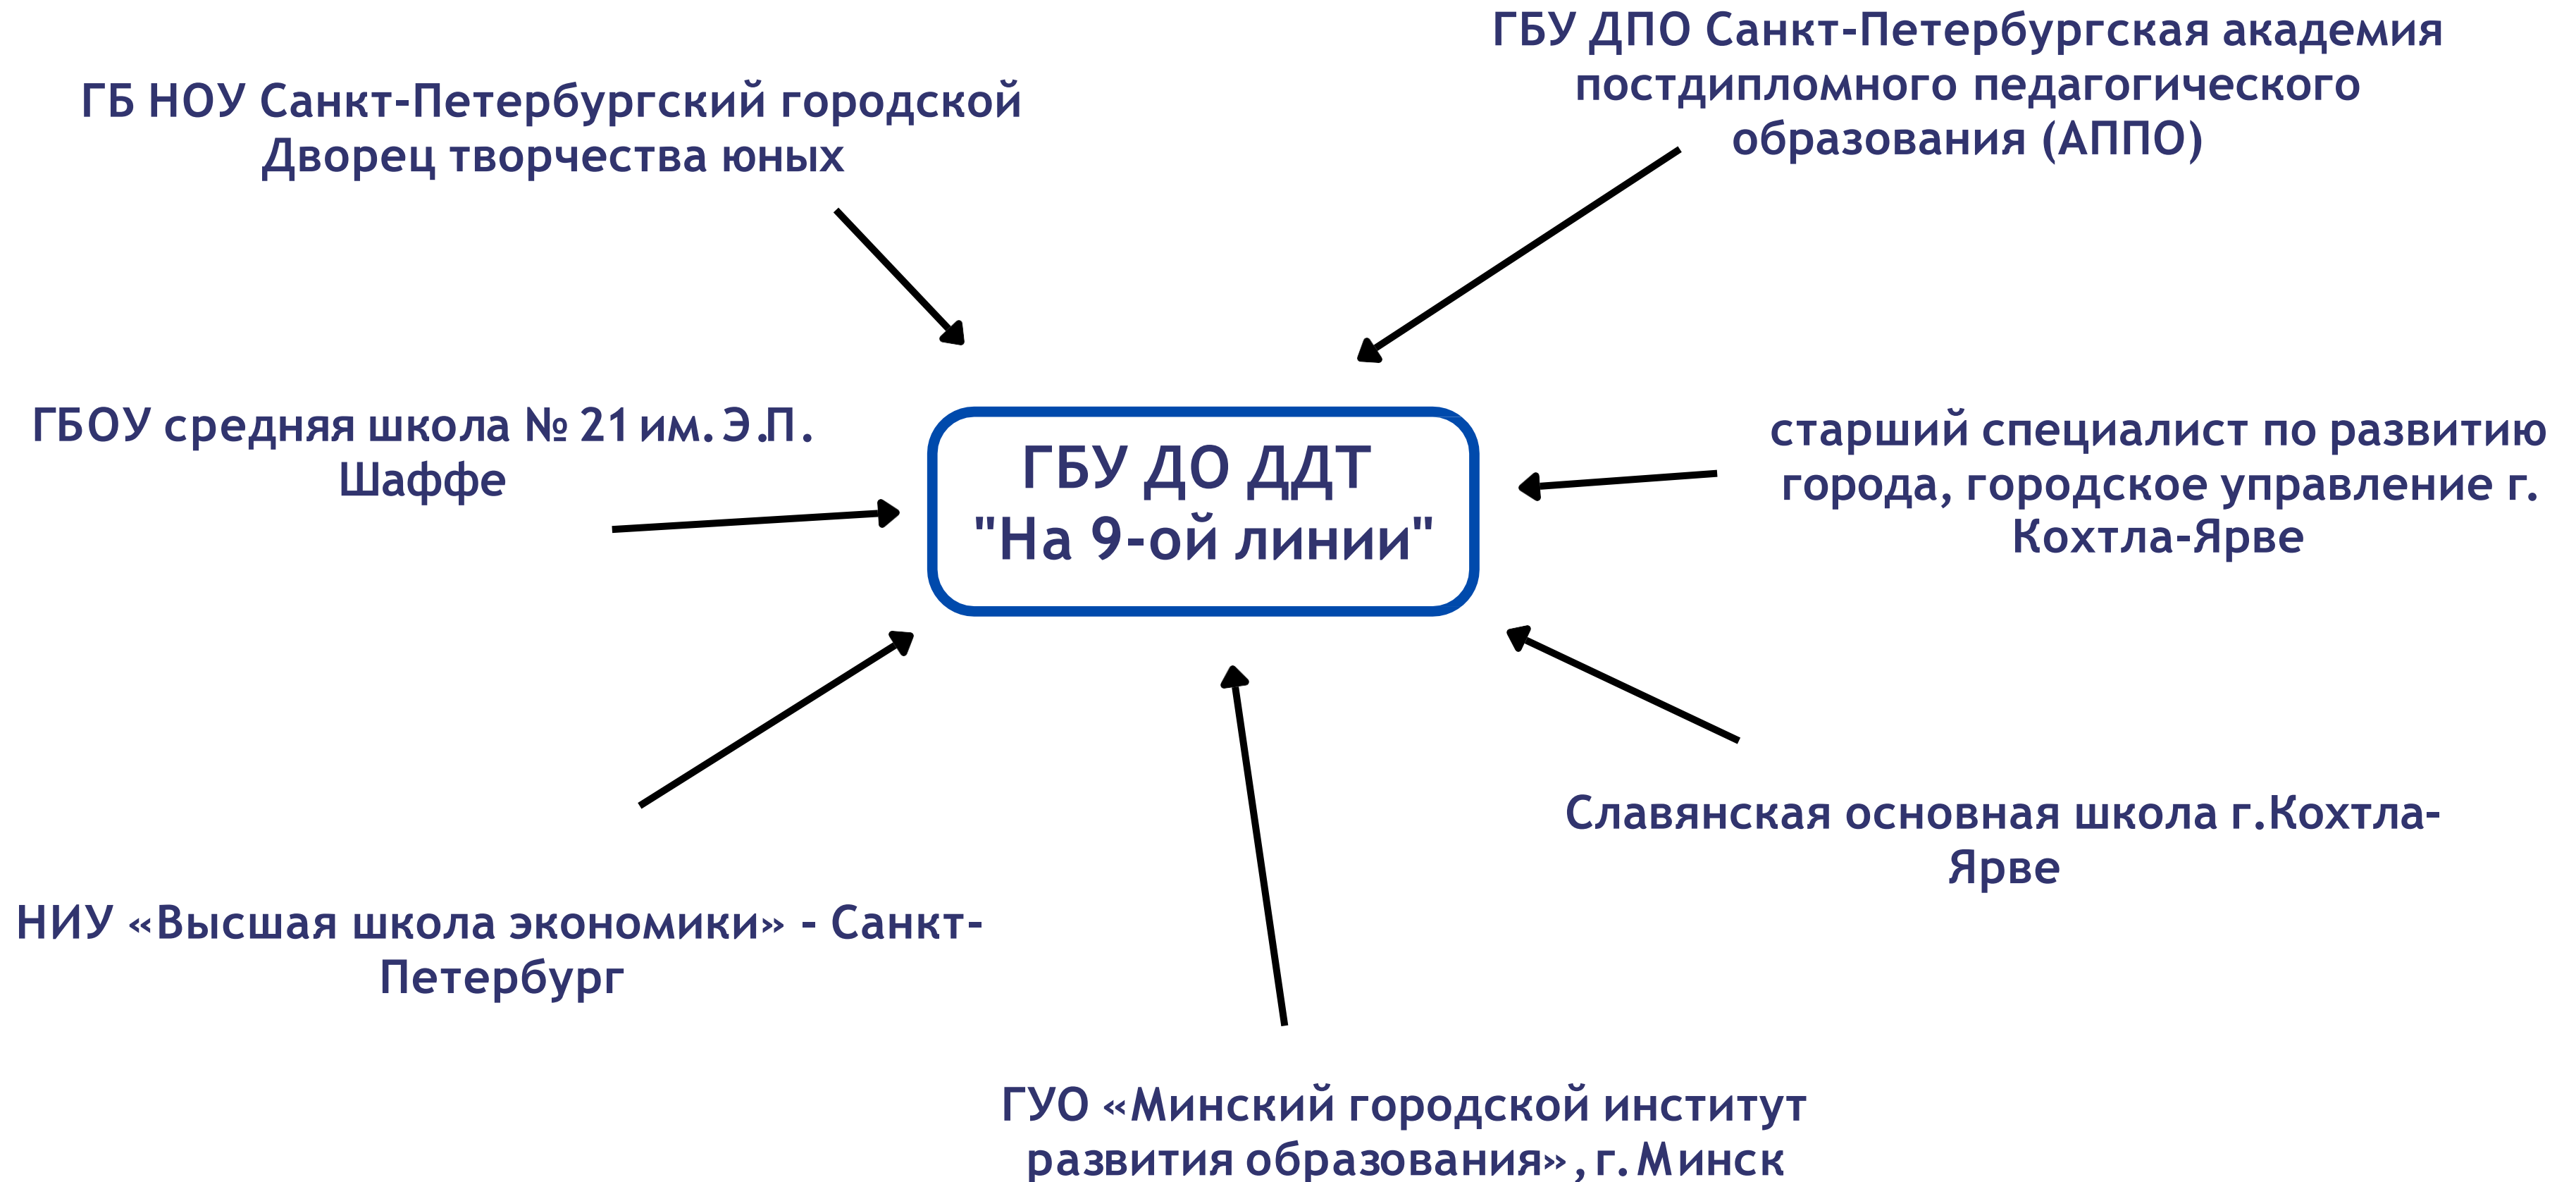 ГБ НОУ Санкт-Петербургский городской
Дворец творчества юных
ГБУ ДПО Санкт-Петербургская академия
постдипломного педагогического
образования (АППО)
ГБОУ средняя школа № 21 им. Э.П.
Шаффе
ГБУ ДО ДДТ
"На 9-ой линии"
старший специалист по развитию
города, городское управление г.
Кохтла-Ярве
НИУ «Высшая школа экономики» - Санкт-
Петербург
Славянская основная школа г.Кохтла-
Ярве
ГУО «Минский городской институт
развития образования», г. Минск